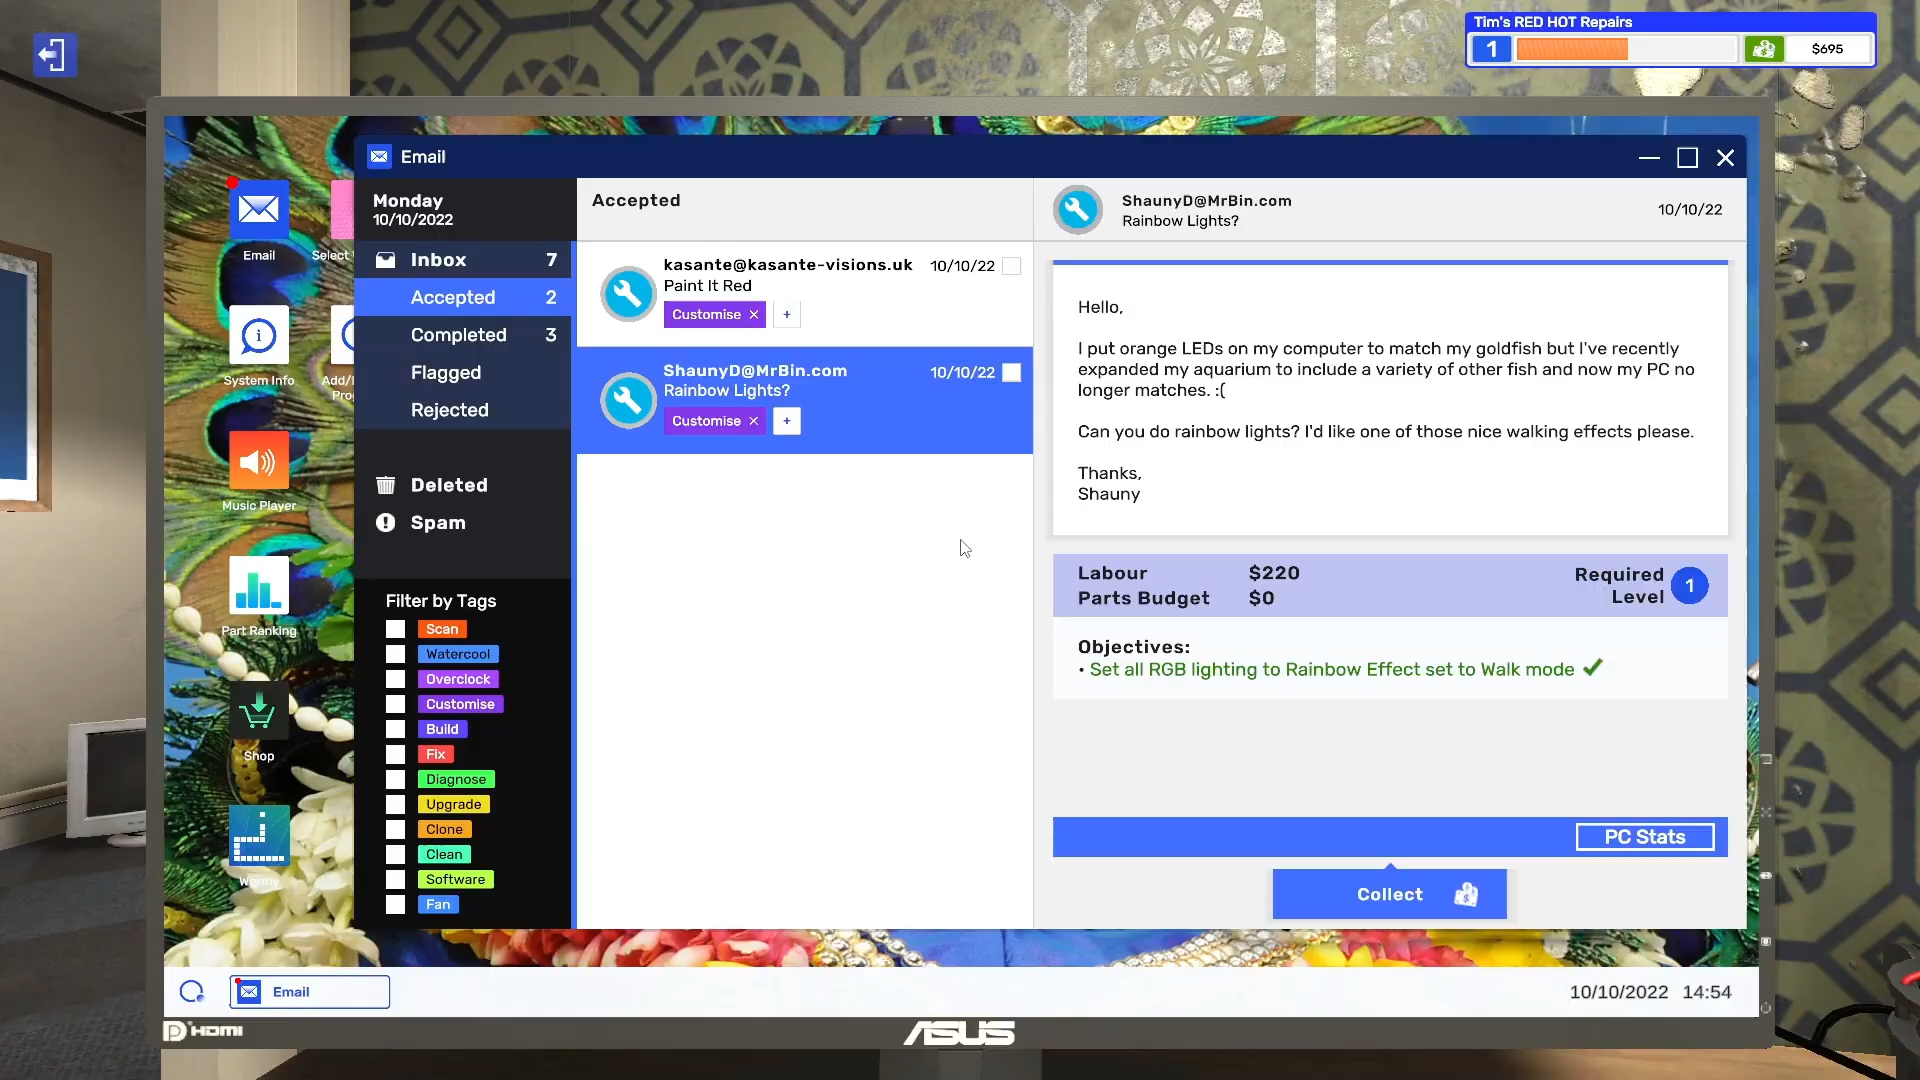 Tim's RED HOT Repairs
1
$695
Email
Monday
10/10/2022
Inbox 7
Accepted 2
Completed 3
Flagged
Rejected
Deleted
Spam
Filter by Tags
Scan
Watercool
Overclock
Customise
Build
Fix
Diagnose
Upgrade
Clone
Clean
Software
Fan
Accepted
kasante@kasante-visions.uk 10/10/22
Paint It Red
Customise × +
ShaunyD@MrBin.com 10/10/22
Rainbow Lights?
Customise × +
ShaunyD@MrBin.com
Rainbow Lights?
10/10/22
Hello,
I put orange LEDs on my computer to match my goldfish but I've recently
expanded my aquarium to include a variety of other fish and now my PC no
longer matches. :(
Can you do rainbow lights? I'd like one of those nice walking effects please.
Thanks,
Shauny
Labour $220
Parts Budget $0
Required
Level 1
Objectives:
• Set all RGB lighting to Rainbow Effect set to Walk mode ✔
PC Stats
Collect
Email
Select
System Info
Add/
Music Player
Part Ranking
Shop
Email
10/10/2022 14:54
HDMI
ASUS